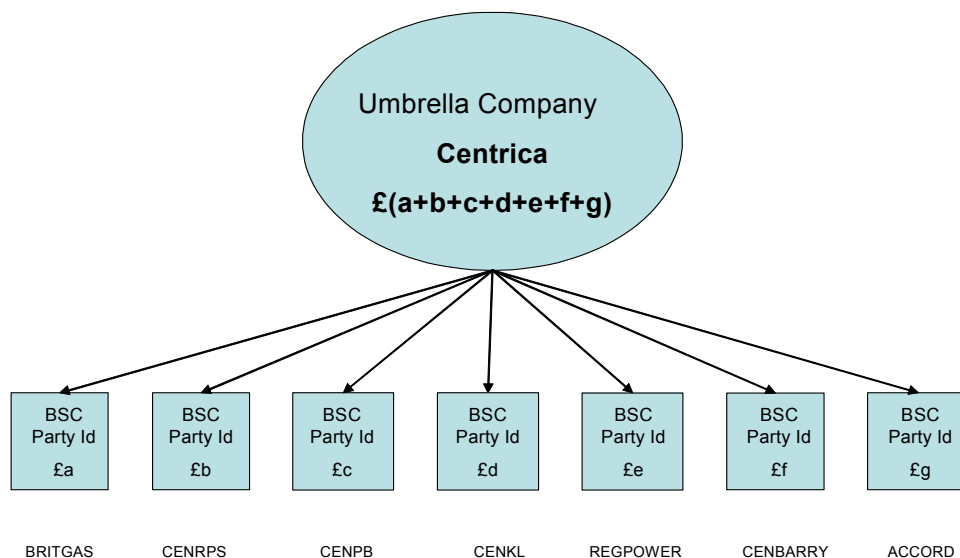 Umbrella Company
Centrica
£(a+b+c+d+e+f+g)
BSC
Party Id
£a
BSC
Party Id
£b
BSC
Party Id
£c
BSC
Party Id
£d
BSC
Party Id
£e
BSC
Party Id
£f
BSC
Party Id
£g
BRITGAS
CENRPS
CENPB
CENKL
REGPOWER
CENBARRY
ACCORD